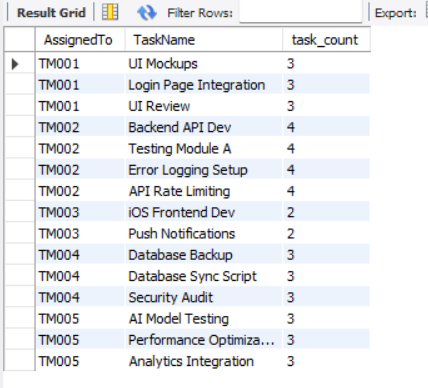 Result Grid Filter Rows: Export:
AssignedTo TaskName task_count
TM001 UI Mockups 3
TM001 Login Page Integration 3
TM001 UI Review 3
TM002 Backend API Dev 4
TM002 Testing Module A 4
TM002 Error Logging Setup 4
TM002 API Rate Limiting 4
TM003 iOS Frontend Dev 2
TM003 Push Notifications 2
TM004 Database Backup 3
TM004 Database Sync Script 3
TM004 Security Audit 3
TM005 AI Model Testing 3
TM005 Performance Optimiza... 3
TM005 Analytics Integration 3